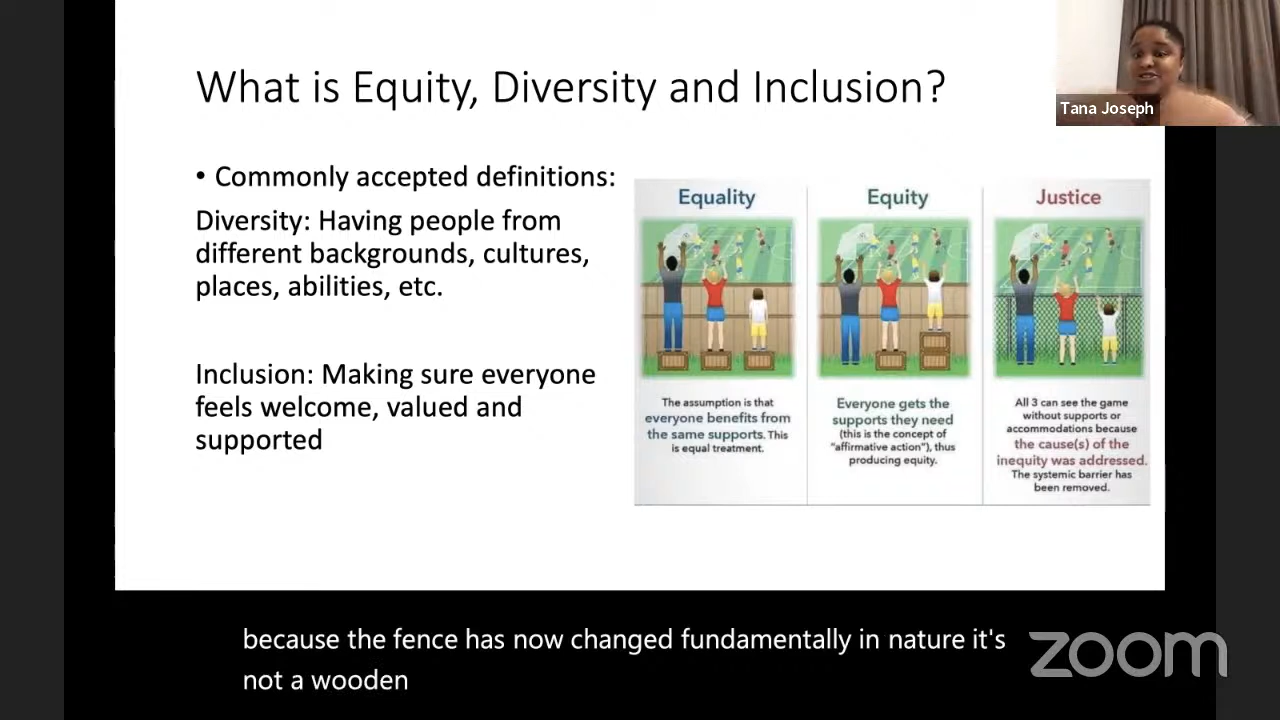 What is Equity, Diversity and Inclusion?
Tana Joseph
• Commonly accepted definitions:
Diversity: Having people from
different backgrounds, cultures,
places, abilities, etc.
Inclusion: Making sure everyone
feels welcome, valued and
supported
Equality
The assumption is that
everyone benefits from
the same supports. This
is equal treatment.
Equity
Everyone gets the
supports they need
(this is the concept of
"affirmative action"), thus
producing equity.
Justice
All 3 can see the game
without supports or
accommodations because
the cause(s) of the
inequity was addressed.
The systemic barrier has
been removed.
because the fence has now changed fundamentally in nature it's
not a wooden
zoom